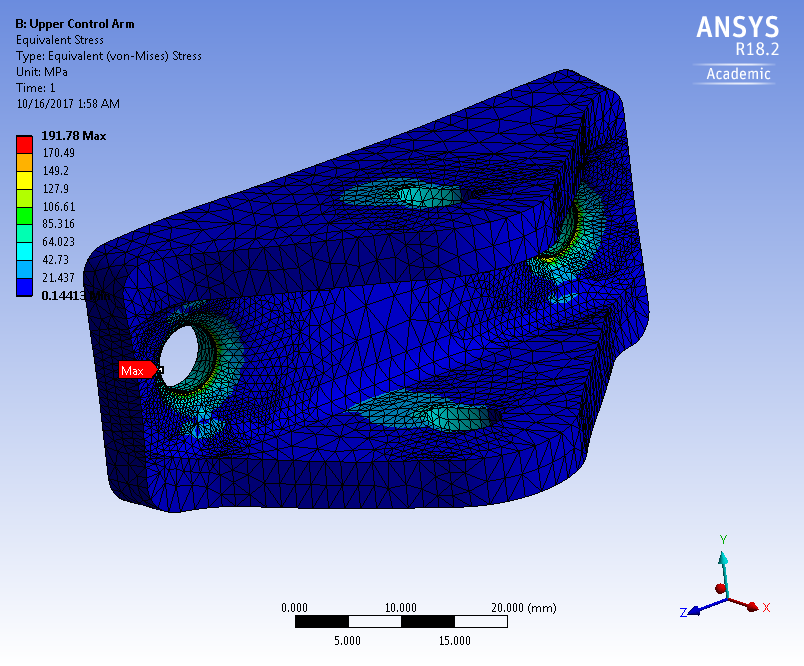 B: Upper Control Arm
Equivalent Stress
Type: Equivalent (von-Mises) Stress
Unit: MPa
Time: 1
10/16/2017 1:58 AM
ANSYS
R18.2
Academic
191.78 Max
170.49
149.2
127.9
106.61
85.316
64.023
42.73
21.437
0.14413
Max
0.000
10.000
20.000 (mm)
5.000
15.000
Y
Z
X